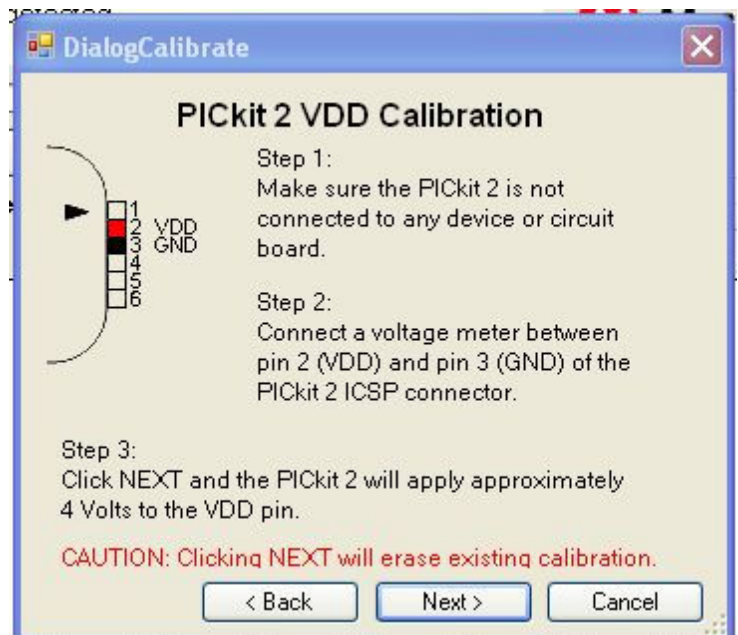 DialogCalibrate
PICkit 2 VDD Calibration
1
2 VDD
3 GND
4
5
6
Step 1:
Make sure the PICkit 2 is not
connected to any device or circuit
board.
Step 2:
Connect a voltage meter between
pin 2 (VDD) and pin 3 (GND) of the
PICkit 2 ICSP connector.
Step 3:
Click NEXT and the PICkit 2 will apply approximately
4 Volts to the VDD pin.
CAUTION: Clicking NEXT will erase existing calibration.
< Back
Next >
Cancel